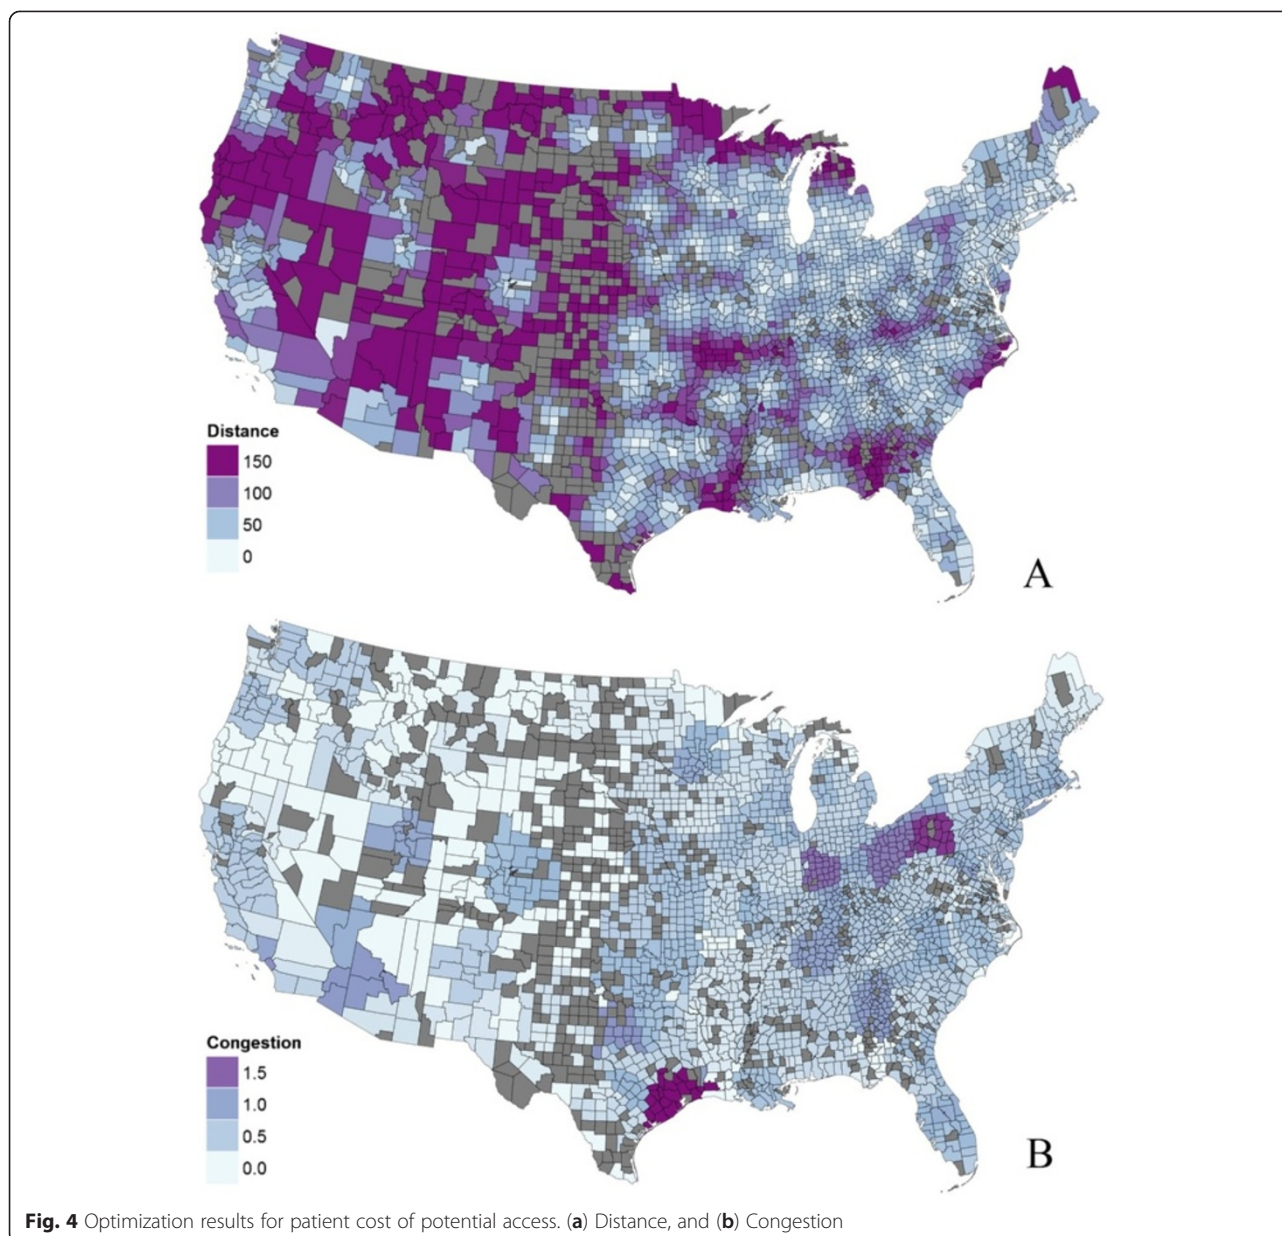 Distance
150
100
50
0
A
Congestion
1.5
1.0
0.5
0.0
B
Fig. 4 Optimization results for patient cost of potential access. (a) Distance, and (b) Congestion